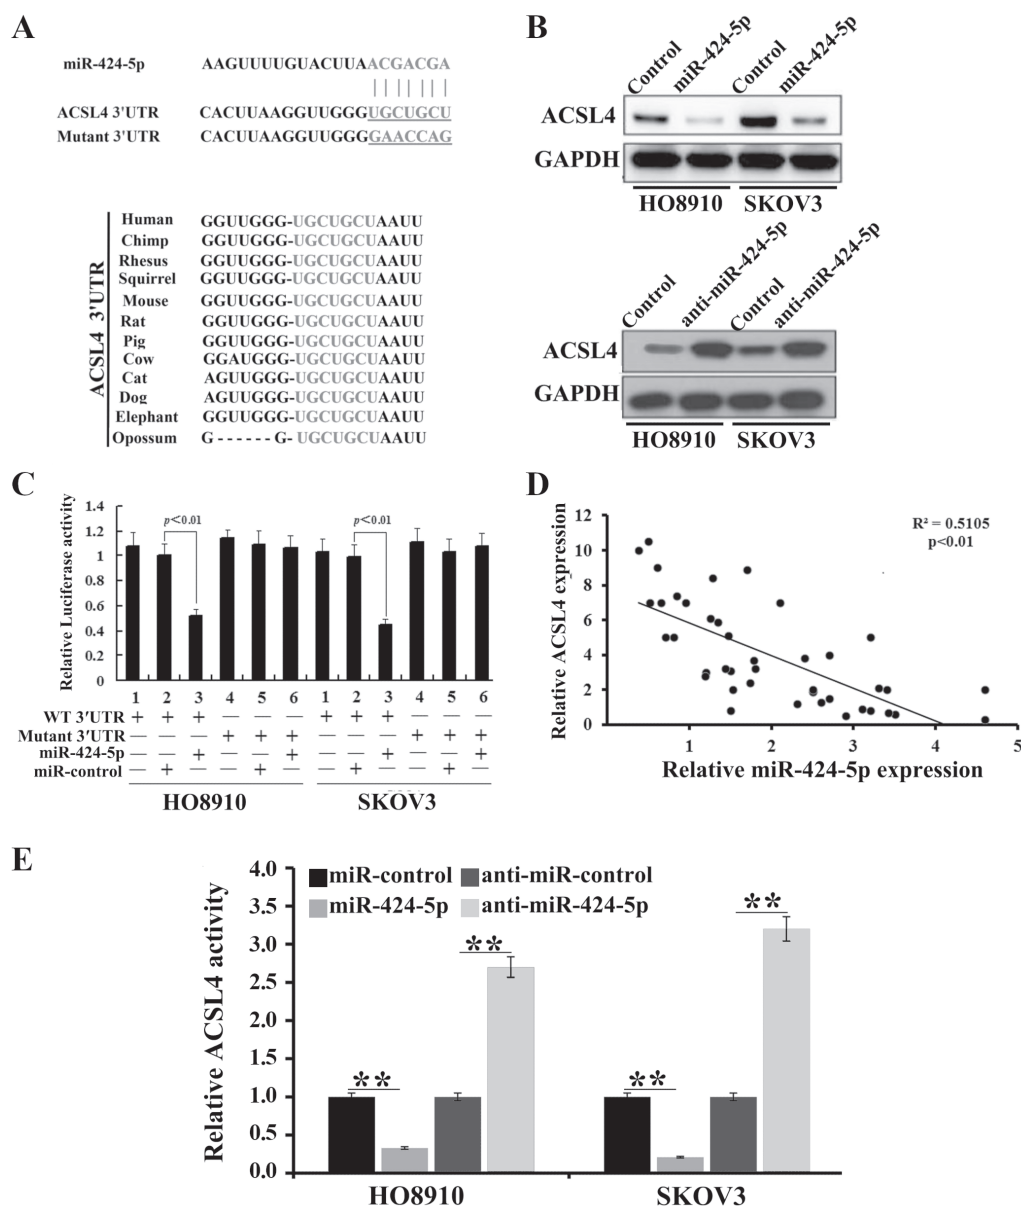 A
miR-424-5p AAGUUUUGUACUUAACGACGA
ACSL4 3'UTR CACUUAAGGUUGGGUGCUGCU
Mutant 3'UTR CACUUAAGGUUGGGGAACCAG
ACSL4 3'UTR
Human GGUUGGG-UGCUGCUAAUU
Chimp GGUUGGG-UGCUGCUAAUU
Rhesus GGUUGGG-UGCUGCUAAUU
Squirrel GGUUGGG-UGCUGCUAAUU
Mouse GGUUGGG-UGCUGCUAAUU
Rat GGUUGGG-UGCUGCUAAUU
Pig GGUUGGG-UGCUGCUAAUU
Cow GGAUGGG-UGCUGCUAAUU
Cat AGUUGGG-UGCUGCUAAUU
Dog AGUUGGG-UGCUGCUAAUU
Elephant GGUUGGG-UGCUGCUAAUU
Opossum G------G-UGCUGCUAAUU
B
Control miR-424-5p Control miR-424-5p
ACSL4
GAPDH
HO8910 SKOV3
Control anti-miR-424-5p Control anti-miR-424-5p
ACSL4
GAPDH
HO8910 SKOV3
C
Relative Luciferase activity
1.4
1.2
1
0.8
0.6
0.4
0.2
0
p<0.01 p<0.01
1 2 3 4 5 6 1 2 3 4 5 6
WT 3'UTR + + + — — — + + + — — —
Mutant 3'UTR — — — + + + — — — + + +
miR-424-5p — — + — — + — — + — — +
miR-control — + — — + — — + — — + —
HO8910 SKOV3
D
Relative ACSL4 expression
12
10
8
6
4
2
0
R² = 0.5105
p<0.01
1 2 3 4 5
Relative miR-424-5p expression
E
Relative ACSL4 activity
4.0
3.5
3.0
2.5
2.0
1.5
1.0
0.5
0.0
miR-control anti-miR-control
miR-424-5p anti-miR-424-5p
** ** ** **
HO8910 SKOV3